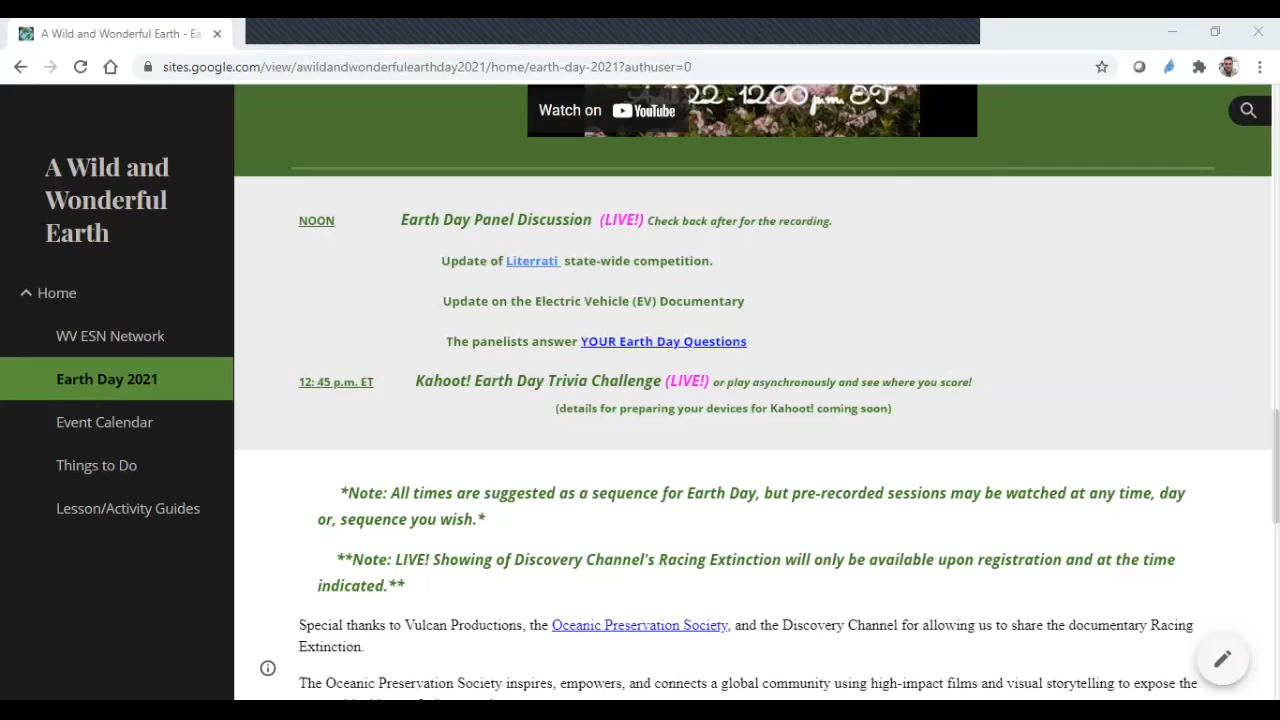 A Wild and Wonderful Earth - Ea
sites.google.com/view/awildandwonderfulearthday2021/home/earth-day-2021?authuser=0
Watch on YouTube
April 22 - 12:00 p.m. ET
A Wild and
Wonderful
Earth
Home
WV ESN Network
Earth Day 2021
Event Calendar
Things to Do
Lesson/Activity Guides
NOON Earth Day Panel Discussion (LIVE!) Check back after for the recording.
Update of Literrati state-wide competition.
Update on the Electric Vehicle (EV) Documentary
The panelists answer YOUR Earth Day Questions
12: 45 p.m. ET Kahoot! Earth Day Trivia Challenge (LIVE!) or play asynchronously and see where you score!
(details for preparing your devices for Kahoot! coming soon)
*Note: All times are suggested as a sequence for Earth Day, but pre-recorded sessions may be watched at any time, day
or, sequence you wish.*
**Note: LIVE! Showing of Discovery Channel's Racing Extinction will only be available upon registration and at the time
indicated.**
Special thanks to Vulcan Productions, the Oceanic Preservation Society, and the Discovery Channel for allowing us to share the documentary Racing
Extinction.
The Oceanic Preservation Society inspires, empowers, and connects a global community using high-impact films and visual storytelling to expose the